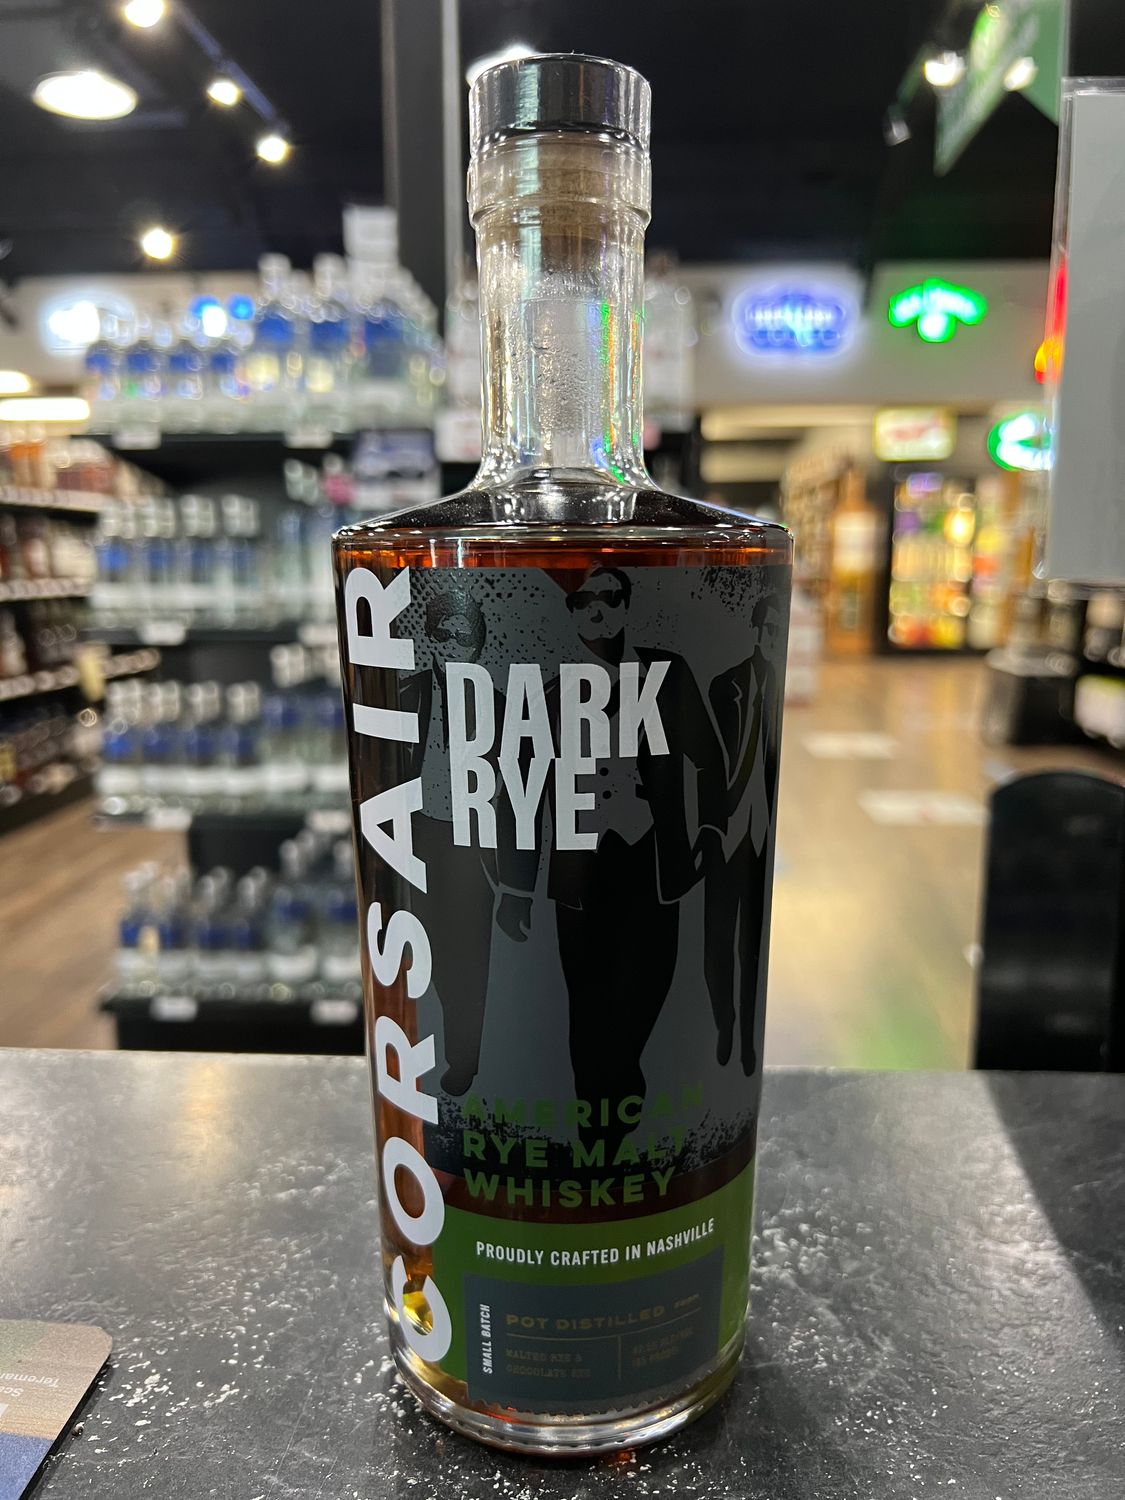 CORSAIR
DARK
RYE
AMERICAN
RYE MALT
WHISKEY
PROUDLY CRAFTED IN NASHVILLE
SMALL BATCH
POT DISTILLED FROM
MALTED RYE &
CHOCOLATE RYE